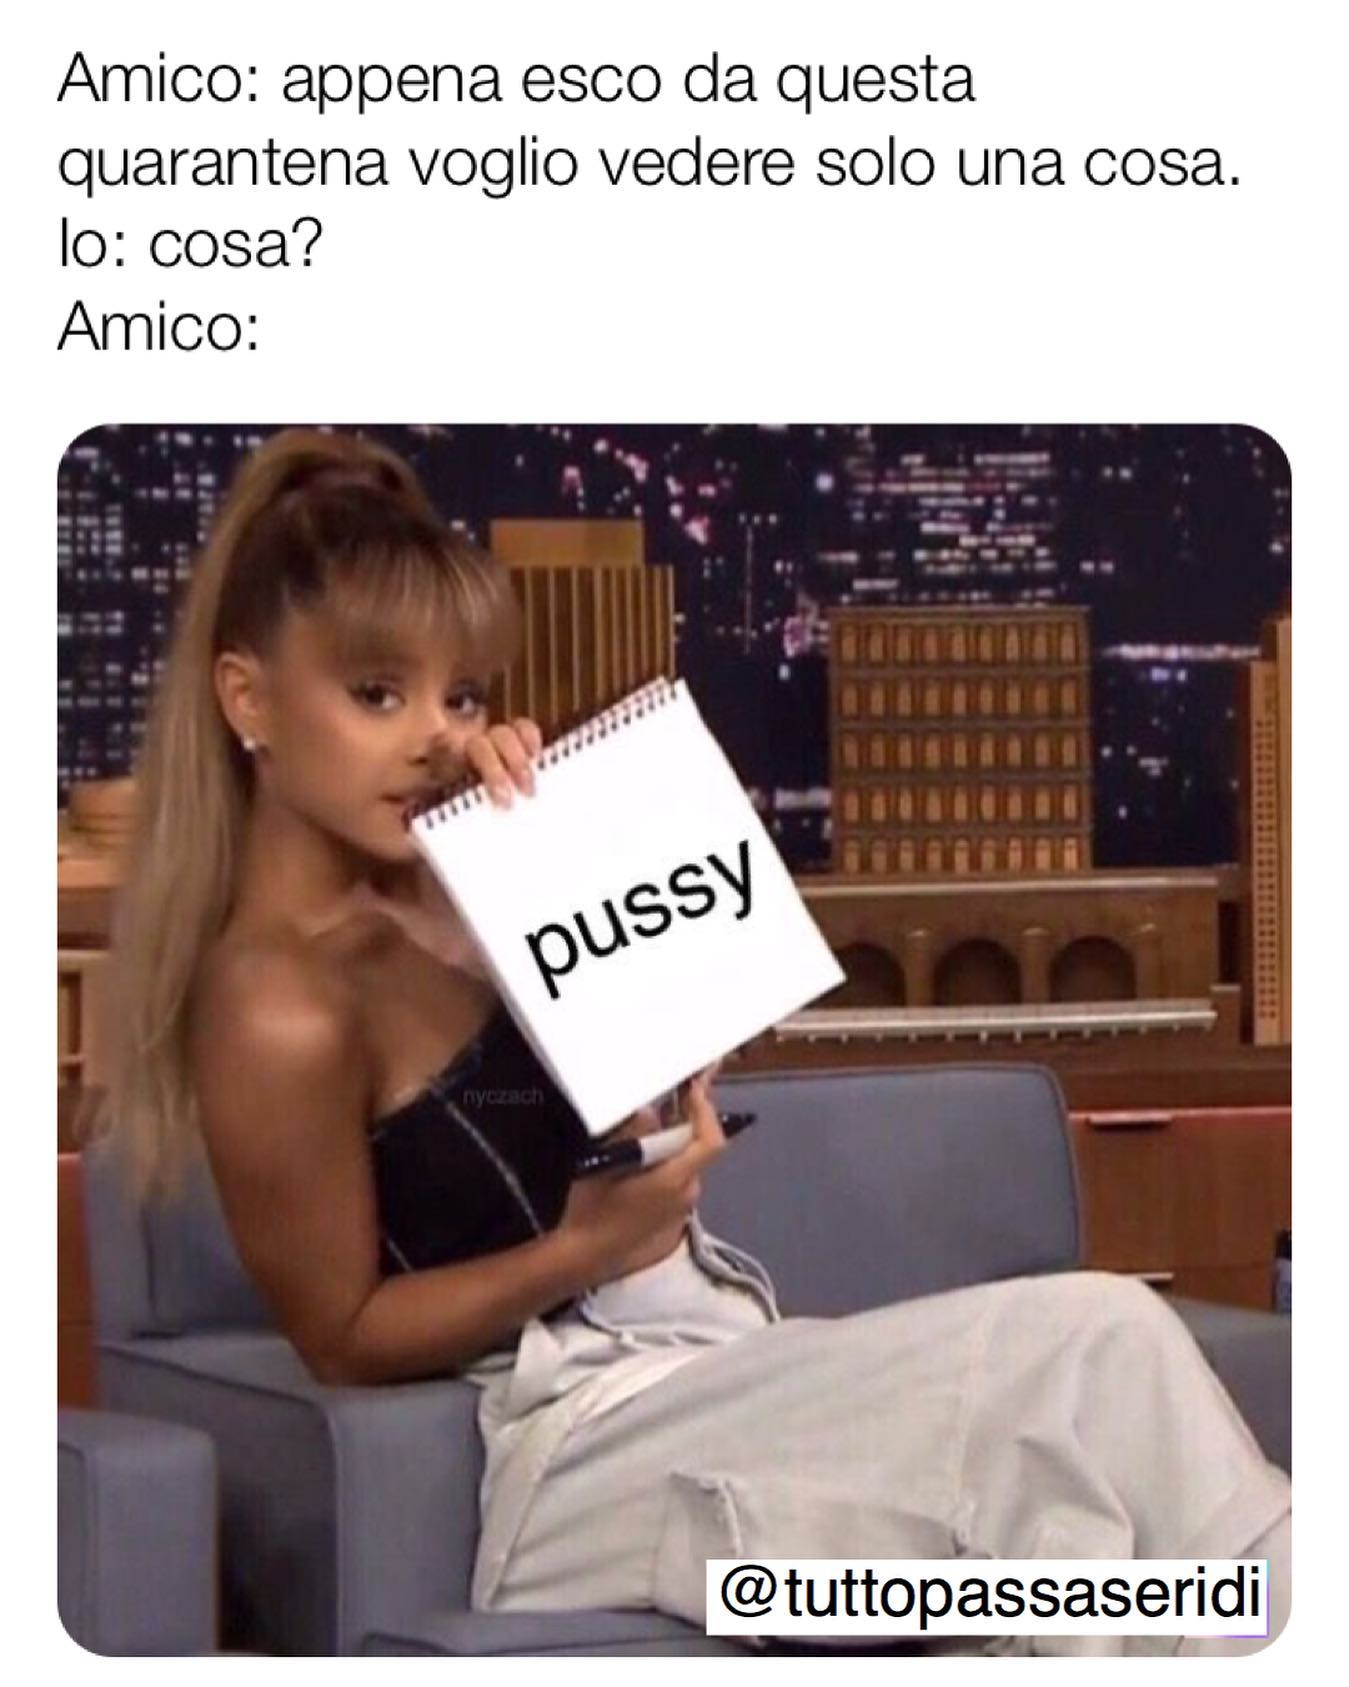 Amico: appena esco da questa
quarantena voglio vedere solo una cosa.
Io: cosa?
Amico:
pussy
nyczach
@tuttopassaseridi